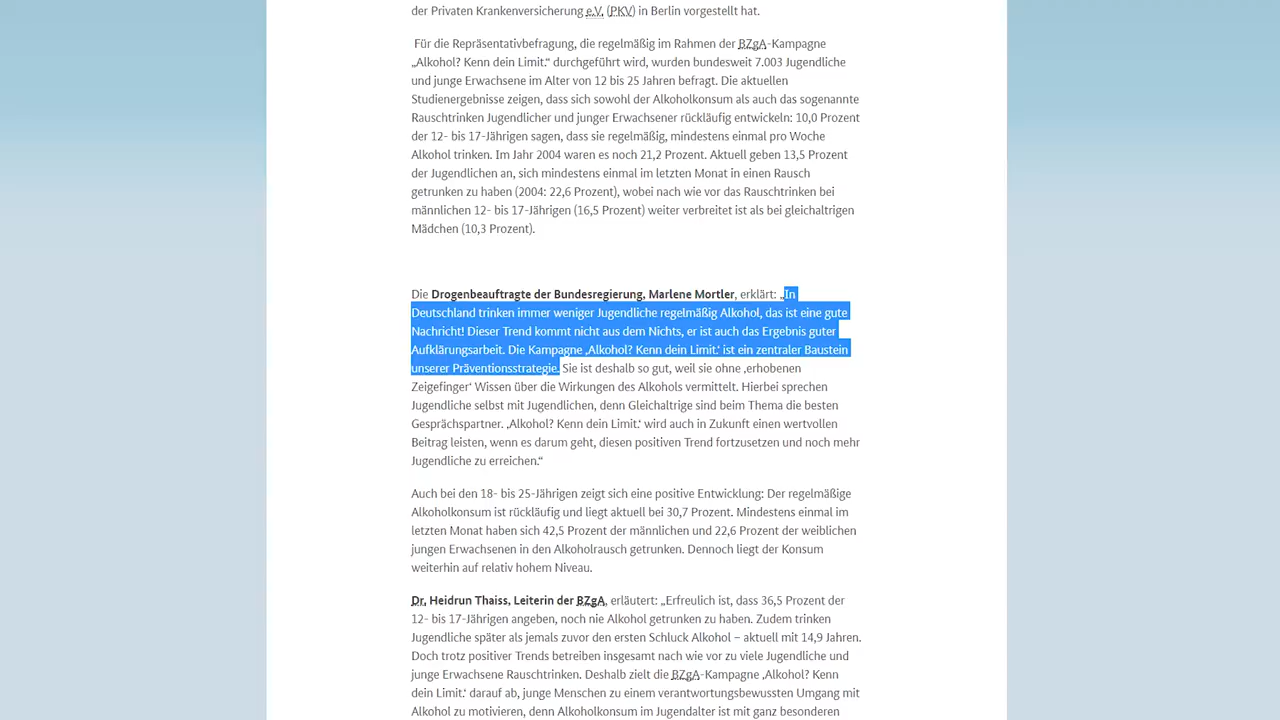 der Privaten Krankenversicherung e.V. (PKV) in Berlin vorgestellt hat.
Für die Repräsentativbefragung, die regelmäßig im Rahmen der BZgA-Kampagne
„Alkohol? Kenn dein Limit.“ durchgeführt wird, wurden bundesweit 7.003 Jugendliche
und junge Erwachsene im Alter von 12 bis 25 Jahren befragt. Die aktuellen
Studienergebnisse zeigen, dass sich sowohl der Alkoholkonsum als auch das sogenannte
Rauschtrinken Jugendlicher und junger Erwachsener rückläufig entwickeln: 10,0 Prozent
der 12- bis 17-Jährigen sagen, dass sie regelmäßig, mindestens einmal pro Woche
Alkohol trinken. Im Jahr 2004 waren es noch 21,2 Prozent. Aktuell geben 13,5 Prozent
der Jugendlichen an, sich mindestens einmal im letzten Monat in einen Rausch
getrunken zu haben (2004: 22,6 Prozent), wobei nach wie vor das Rauschtrinken bei
männlichen 12- bis 17-Jährigen (16,5 Prozent) weiter verbreitet ist als bei gleichaltrigen
Mädchen (10,3 Prozent).
Die Drogenbeauftragte der Bundesregierung, Marlene Mortler, erklärt: „In
Deutschland trinken immer weniger Jugendliche regelmäßig Alkohol, das ist eine gute
Nachricht! Dieser Trend kommt nicht aus dem Nichts, er ist auch das Ergebnis guter
Aufklärungsarbeit. Die Kampagne ‚Alkohol? Kenn dein Limit.‘ ist ein zentraler Baustein
unserer Präventionsstrategie. Sie ist deshalb so gut, weil sie ohne ‚erhobenen
Zeigefinger‘ Wissen über die Wirkungen des Alkohols vermittelt. Hierbei sprechen
Jugendliche selbst mit Jugendlichen, denn Gleichaltrige sind beim Thema die besten
Gesprächspartner. ‚Alkohol? Kenn dein Limit.‘ wird auch in Zukunft einen wertvollen
Beitrag leisten, wenn es darum geht, diesen positiven Trend fortzusetzen und noch mehr
Jugendliche zu erreichen.“
Auch bei den 18- bis 25-Jährigen zeigt sich eine positive Entwicklung: Der regelmäßige
Alkoholkonsum ist rückläufig und liegt aktuell bei 30,7 Prozent. Mindestens einmal im
letzten Monat haben sich 42,5 Prozent der männlichen und 22,6 Prozent der weiblichen
jungen Erwachsenen in den Alkoholrausch getrunken. Dennoch liegt der Konsum
weiterhin auf relativ hohem Niveau.
Dr. Heidrun Thaiss, Leiterin der BZgA, erläutert: „Erfreulich ist, dass 36,5 Prozent der
12- bis 17-Jährigen angeben, noch nie Alkohol getrunken zu haben. Zudem trinken
Jugendliche später als jemals zuvor den ersten Schluck Alkohol – aktuell mit 14,9 Jahren.
Doch trotz positiver Trends betreiben insgesamt nach wie vor zu viele Jugendliche und
junge Erwachsene Rauschtrinken. Deshalb zielt die BZgA-Kampagne ‚Alkohol? Kenn
dein Limit.‘ darauf ab, junge Menschen zu einem verantwortungsbewussten Umgang mit
Alkohol zu motivieren, denn Alkoholkonsum im Jugendalter ist mit ganz besonderen